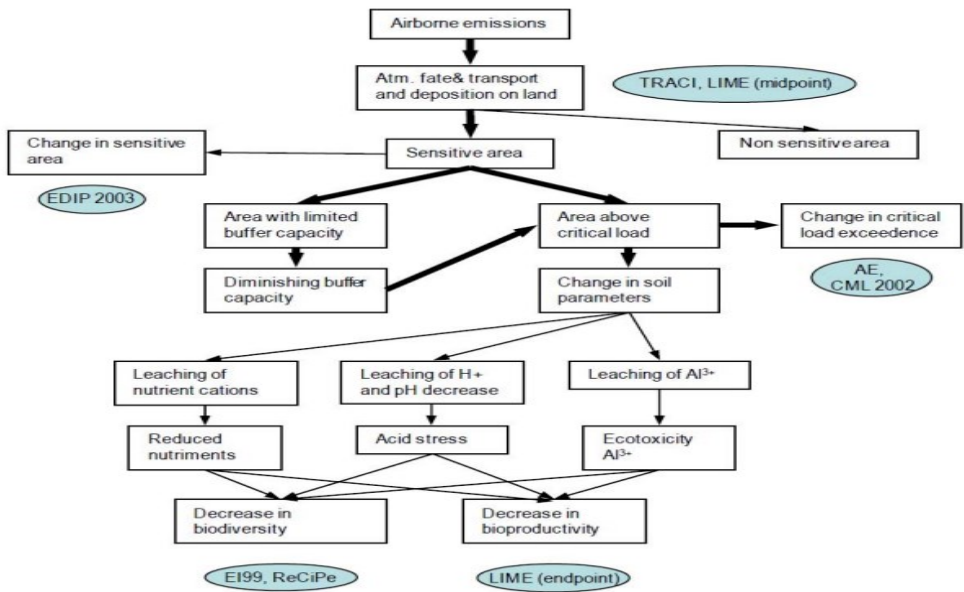 Airborne emissions
Atm. fate& transport
and deposition on land
TRACI, LIME (midpoint)
Change in sensitive
area
Sensitive area
Non sensitive area
EDIP 2003
Area with limited
buffer capacity
Area above
critical load
Change in critical
load exceedence
Diminishing buffer
capacity
Change in soil
parameters
AE,
CML 2002
Leaching of
nutrient cations
Leaching of H+
and pH decrease
Leaching of Al³⁺
Reduced
nutriments
Acid stress
Ecotoxicity
Al³⁺
Decrease in
biodiversity
Decrease in
bioproductivity
EI99, ReCiPe
LIME (endpoint)